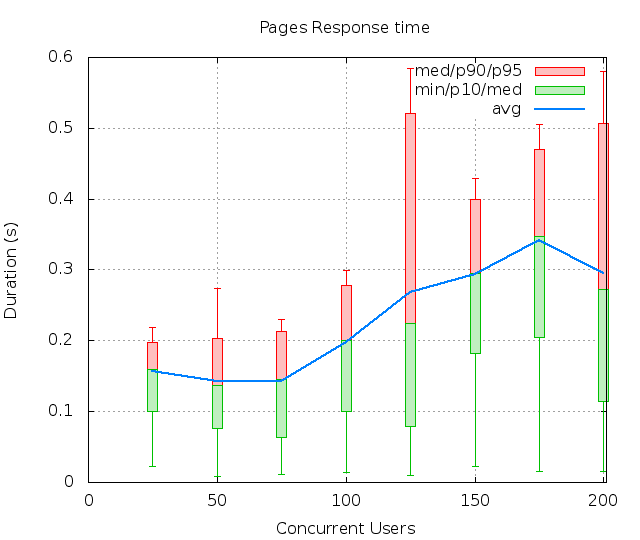 Pages Response time
med/p90/p95
min/p10/med
avg
Duration (s)
0.6
0.5
0.4
0.3
0.2
0.1
0
0 50 100 150 200
Concurrent Users